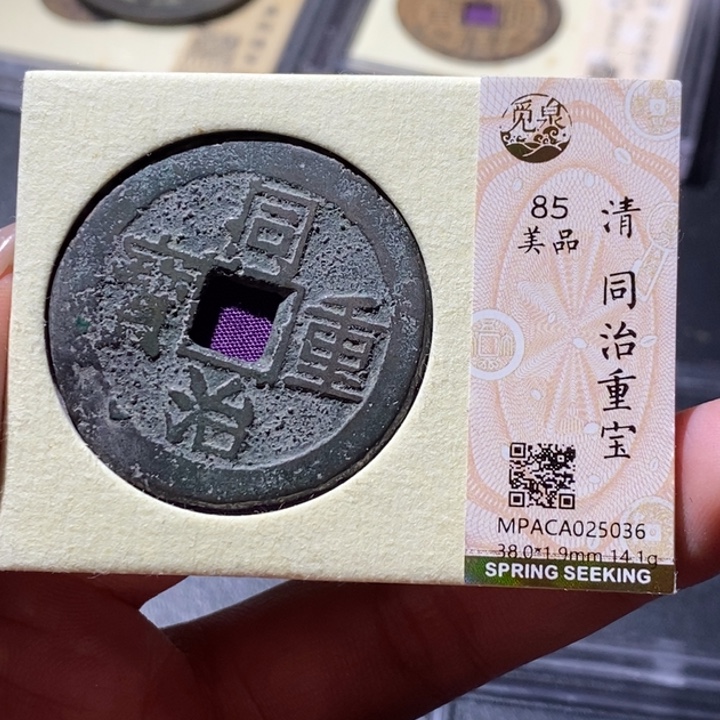 同治重寶
觅泉
85
美品
清 同治重宝
MPACA025036
38.0*1.9mm 14.1g
SPRING SEEKING